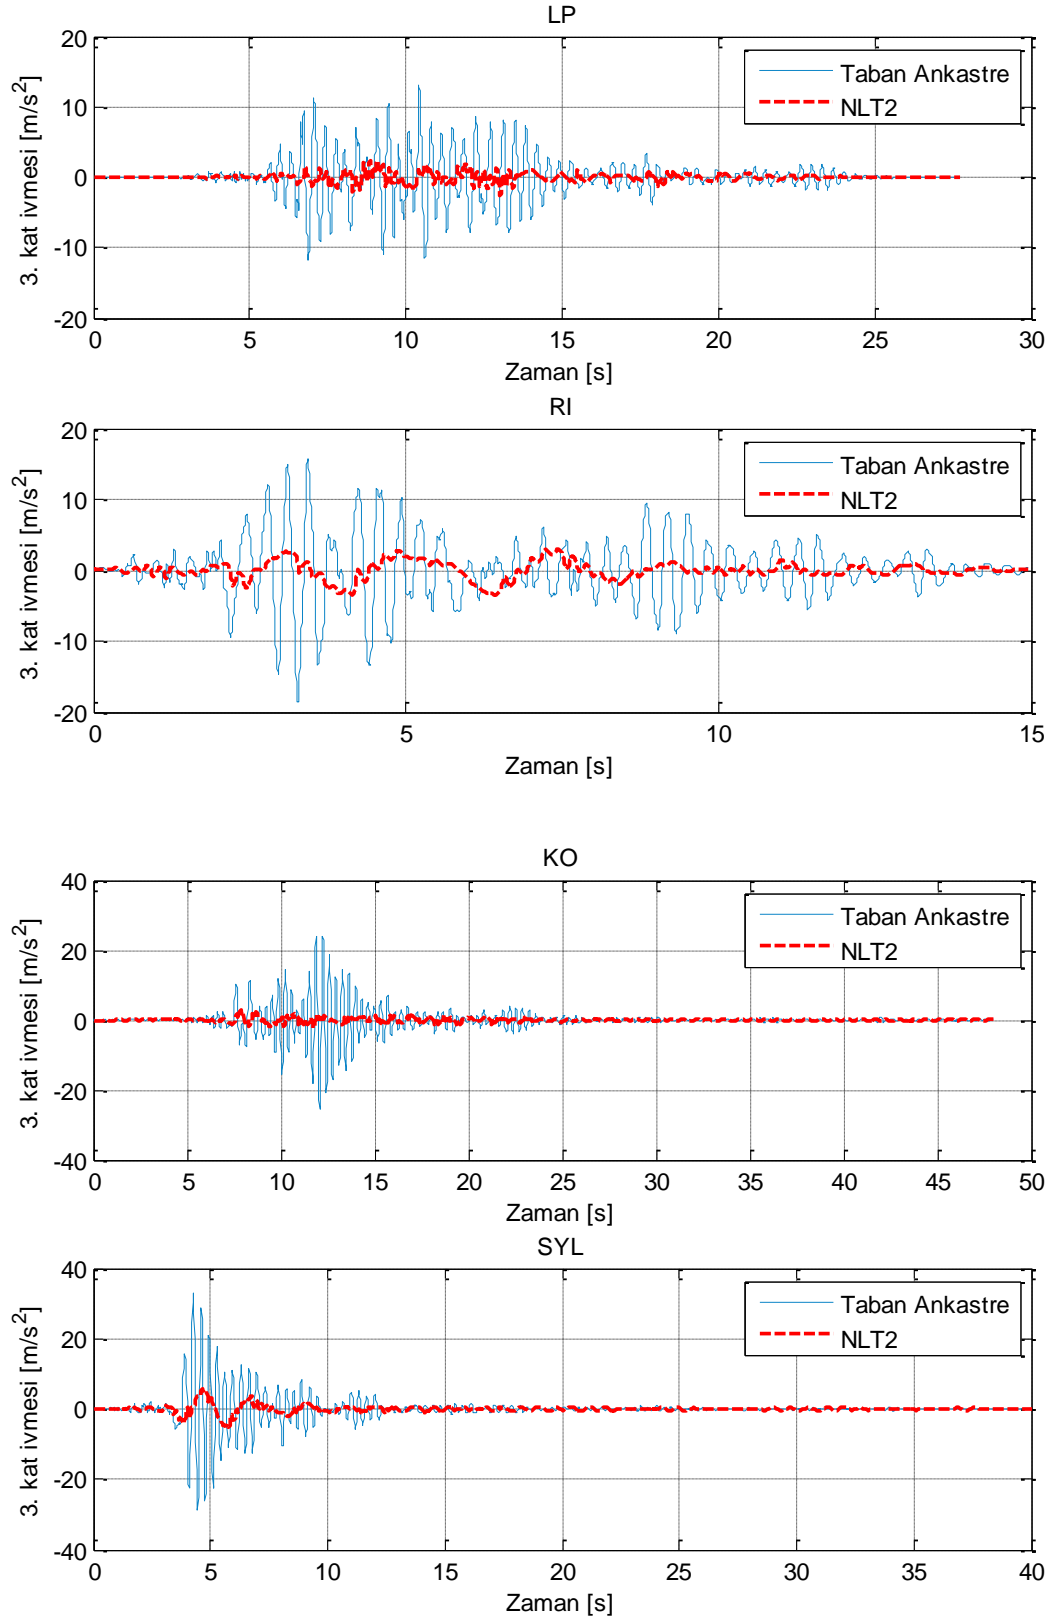 LP
20
10
0
-10
-20
3. kat ivmesi [m/s²]
Taban Ankastre
NLT2
0 5 10 15 20 25 30
Zaman [s]
RI
20
10
0
-10
-20
3. kat ivmesi [m/s²]
Taban Ankastre
NLT2
0 5 10 15
Zaman [s]
KO
40
20
0
-20
-40
3. kat ivmesi [m/s²]
Taban Ankastre
NLT2
0 5 10 15 20 25 30 35 40 45 50
Zaman [s]
SYL
40
20
0
-20
-40
3. kat ivmesi [m/s²]
Taban Ankastre
NLT2
0 5 10 15 20 25 30 35 40
Zaman [s]